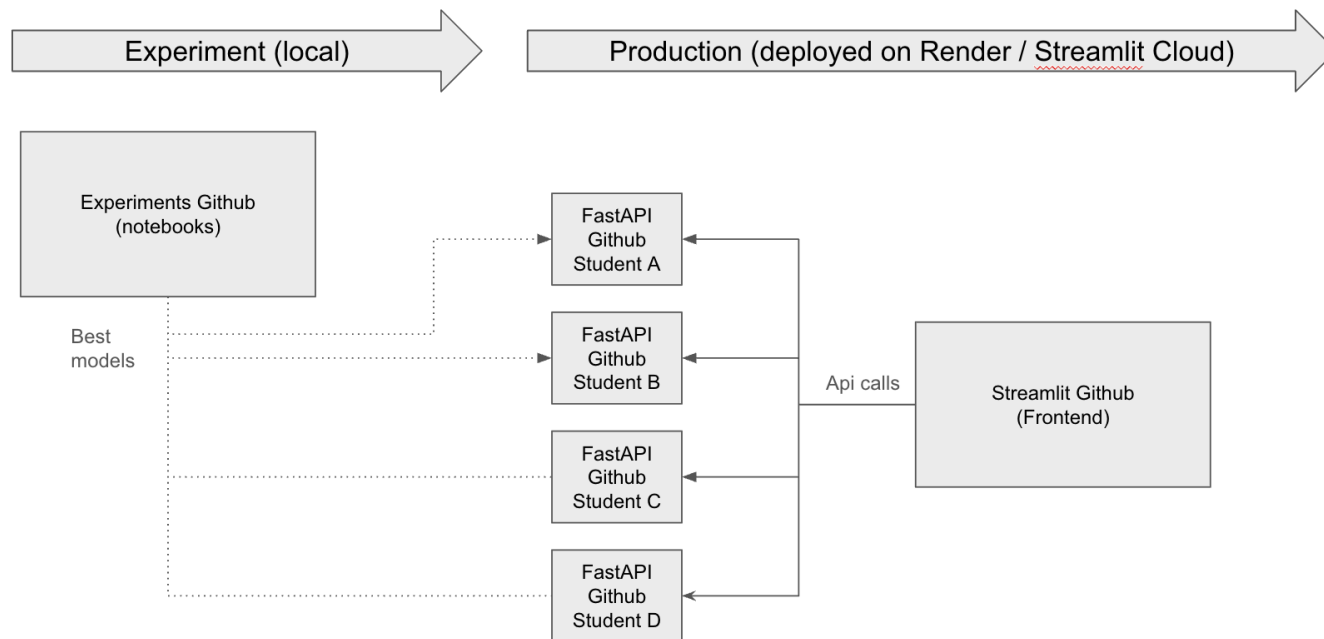 Experiment (local)
Production (deployed on Render / Streamlit Cloud)
Experiments Github
(notebooks)
Best
models
FastAPI
Github
Student A
FastAPI
Github
Student B
FastAPI
Github
Student C
FastAPI
Github
Student D
Api calls
Streamlit Github
(Frontend)